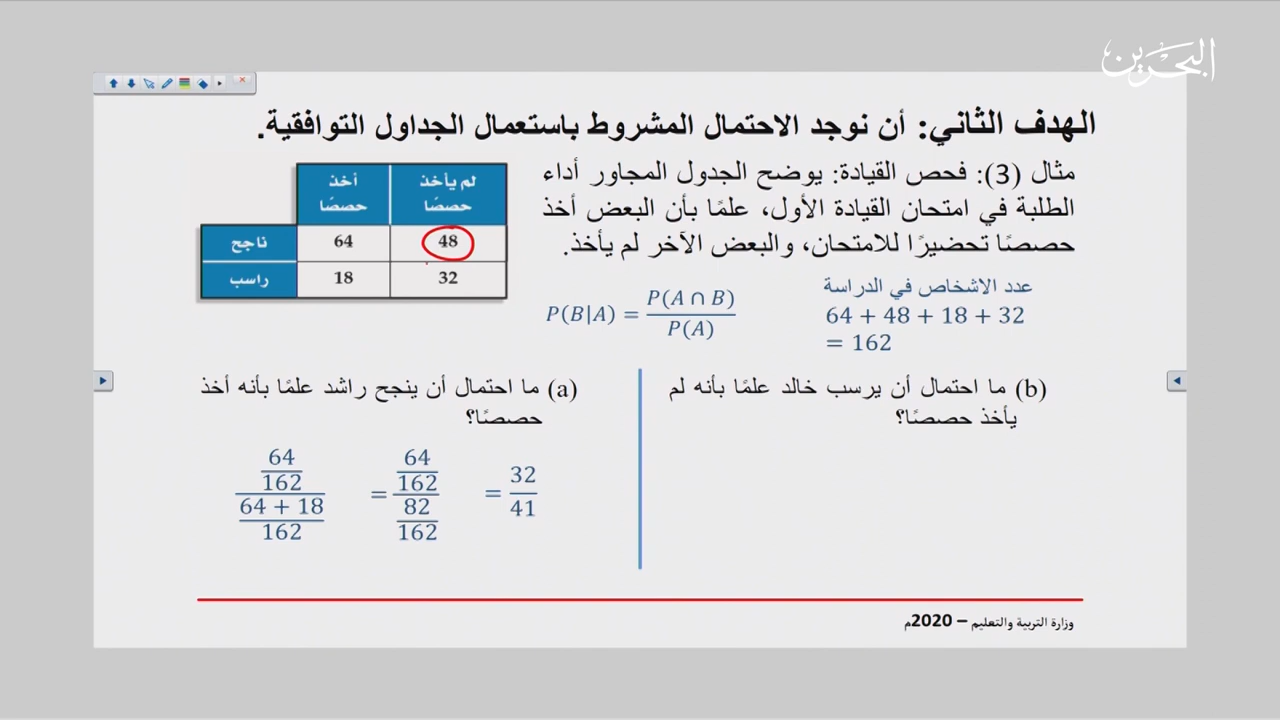 البحرين
الهدف الثاني: أن نوجد الاحتمال المشروط باستعمال الجداول التوافقية.
مثال (3): فحص القيادة: يوضح الجدول المجاور أداء
الطلبة في امتحان القيادة الأول، علمًا بأن البعض أخذ
حصصًا تحضيرًا للامتحان، والبعض الآخر لم يأخذ.
أخذ حصصًا | لم يأخذ حصصًا
ناجح | 64 | 48
راسب | 18 | 32
عدد الاشخاص في الدراسة
64 + 48 + 18 + 32
= 162
P(B|A) = P(A ∩ B) / P(A)
(b) ما احتمال أن يرسب خالد علمًا بأنه لم
يأخذ حصصًا؟
(a) ما احتمال أن ينجح راشد علمًا بأنه أخذ
حصصًا؟
(64/162) / ((64 + 18)/162) = (64/162) / (82/162) = 32/41
وزارة التربية والتعليم – 2020م